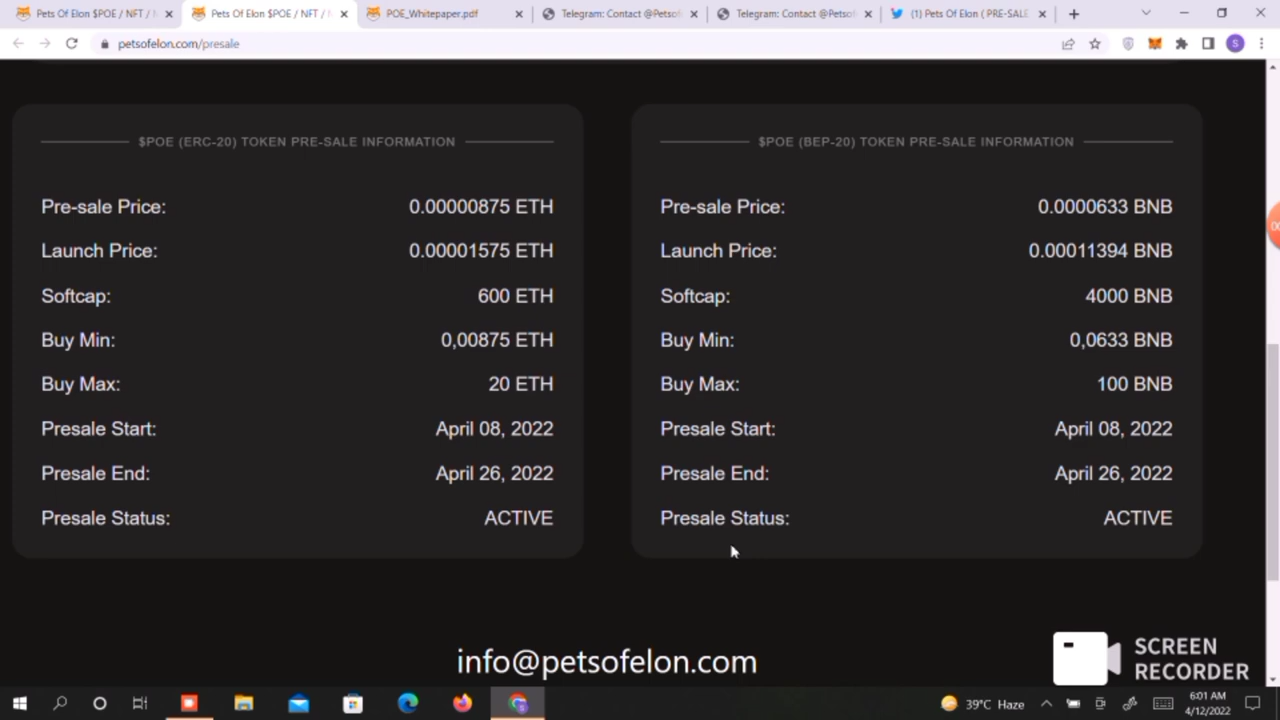 Pets Of Elon $POE / NFT / 
Pets Of Elon $POE / NFT /
POE_Whitepaper.pdf
Telegram: Contact @Petsof
Telegram: Contact @Petsof
(1) Pets Of Elon ( PRE-SALE
petsofelon.com/presale
S
$POE (ERC-20) TOKEN PRE-SALE INFORMATION
Pre-sale Price: 0.00000875 ETH
Launch Price: 0.00001575 ETH
Softcap: 600 ETH
Buy Min: 0,00875 ETH
Buy Max: 20 ETH
Presale Start: April 08, 2022
Presale End: April 26, 2022
Presale Status: ACTIVE
$POE (BEP-20) TOKEN PRE-SALE INFORMATION
Pre-sale Price: 0.0000633 BNB
Launch Price: 0.00011394 BNB
Softcap: 4000 BNB
Buy Min: 0,0633 BNB
Buy Max: 100 BNB
Presale Start: April 08, 2022
Presale End: April 26, 2022
Presale Status: ACTIVE
info@petsofelon.com
SCREEN
RECORDER
39°C Haze
6:01 AM
4/12/2022